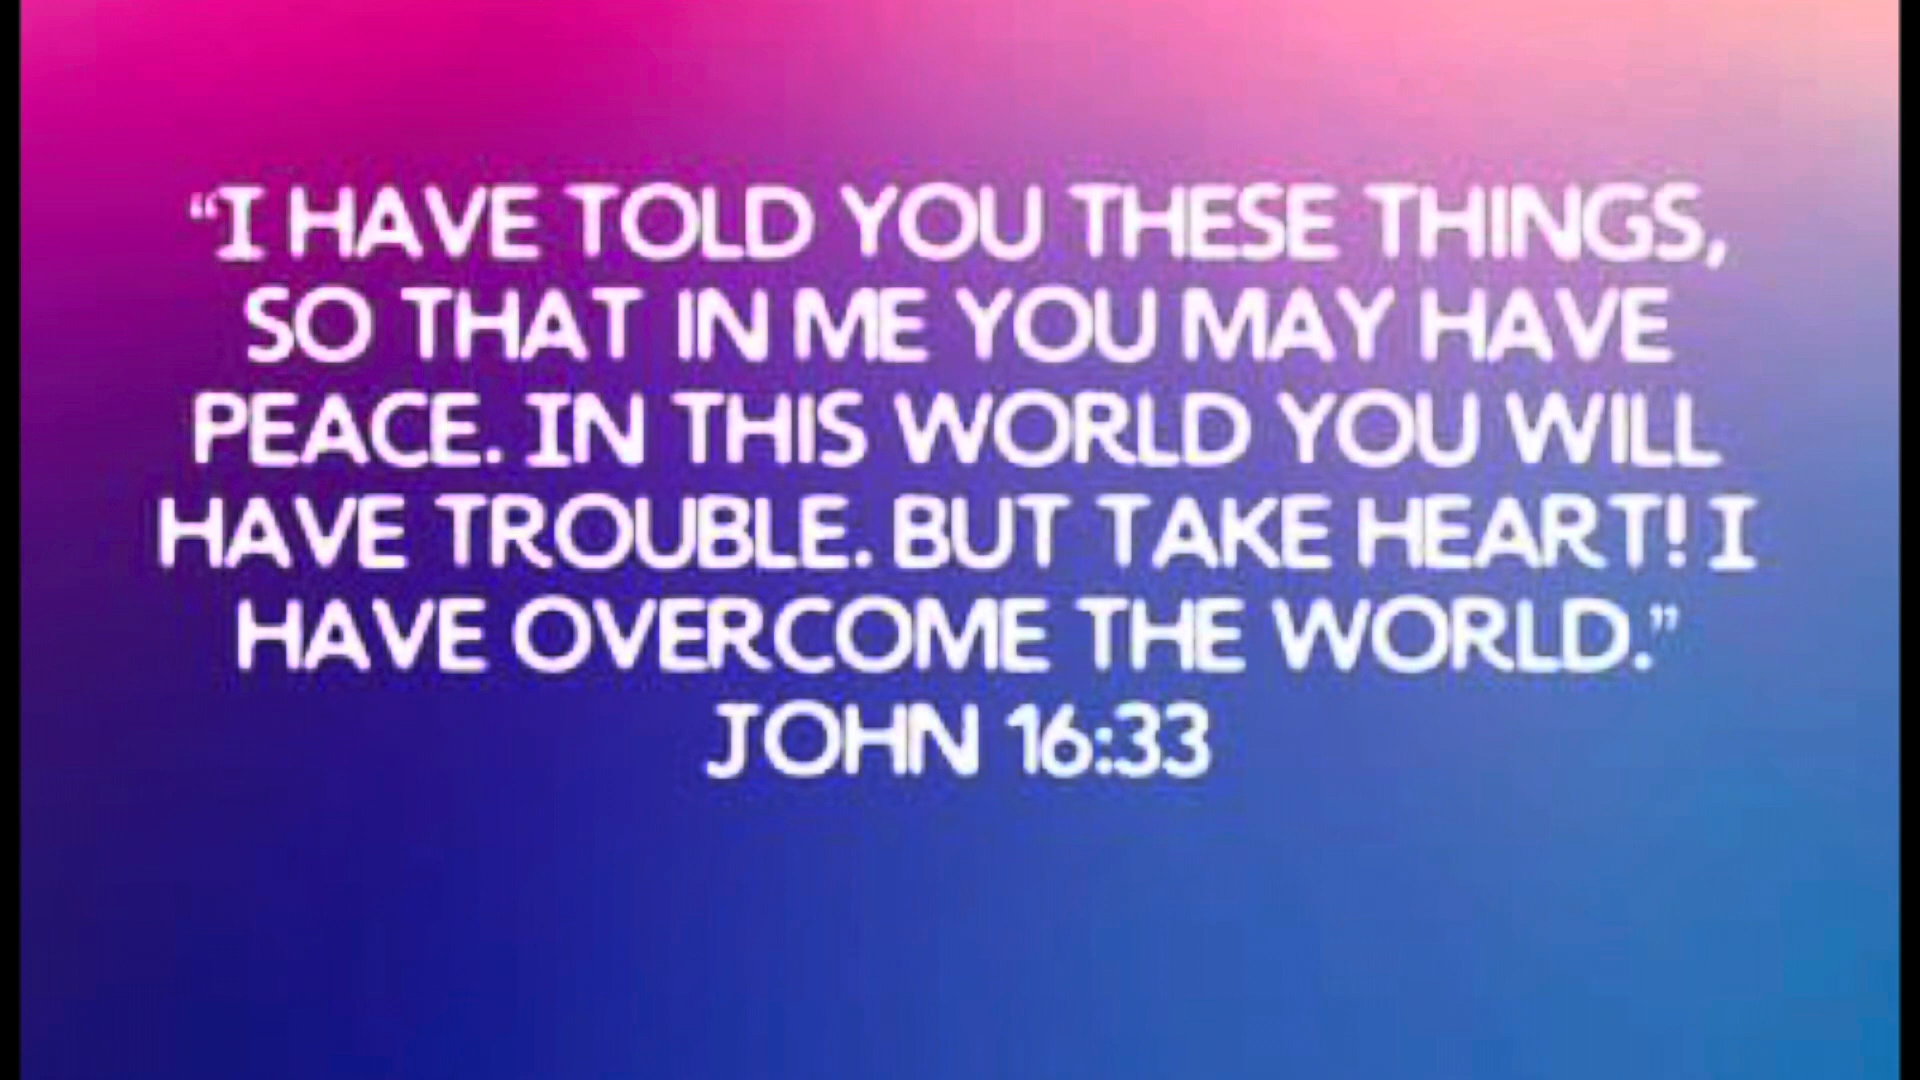 “I HAVE TOLD YOU THESE THINGS,
SO THAT IN ME YOU MAY HAVE
PEACE. IN THIS WORLD YOU WILL
HAVE TROUBLE. BUT TAKE HEART! I
HAVE OVERCOME THE WORLD.”
JOHN 16:33